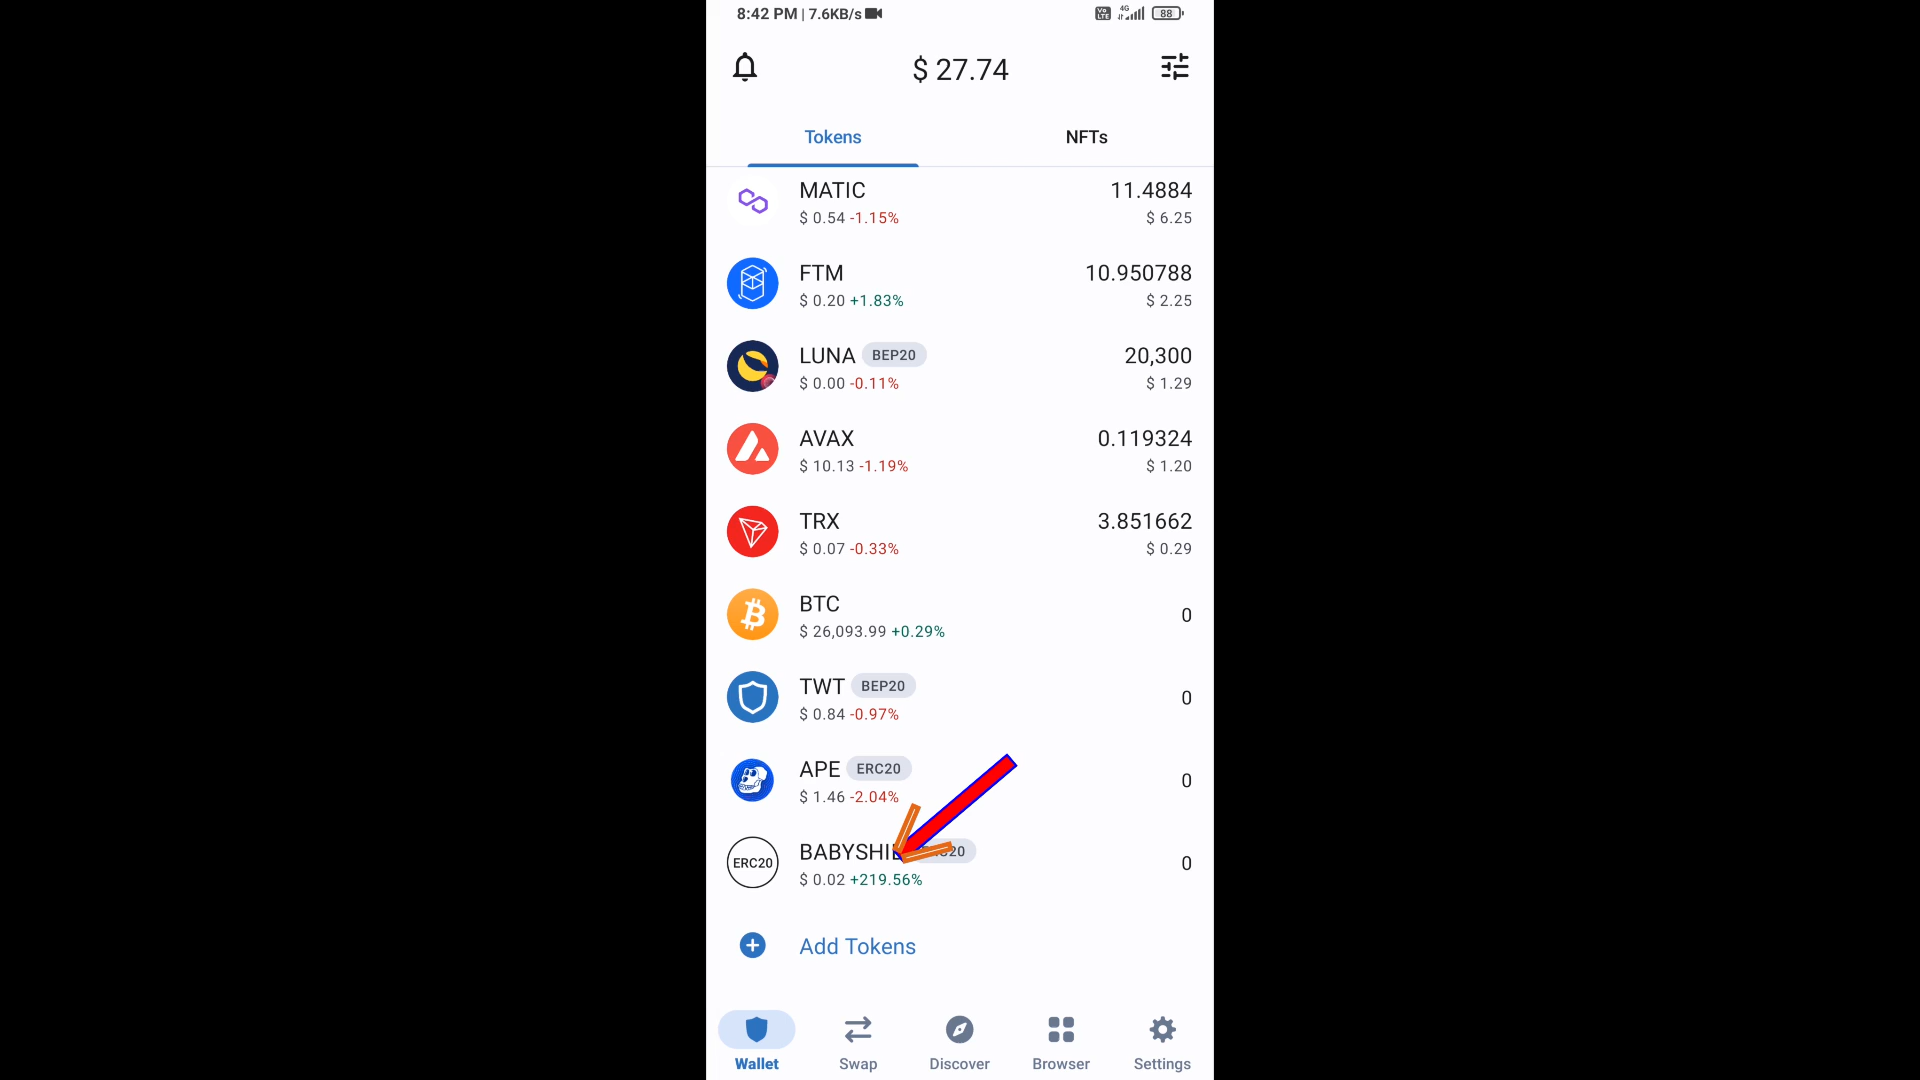 8:42 PM | 7.6KB/s
Vo LTE 4G 88
$ 27.74
Tokens NFTs
MATIC 11.4884
$ 0.54 -1.15% $ 6.25
FTM 10.950788
$ 0.20 +1.83% $ 2.25
LUNA BEP20 20,300
$ 0.00 -0.11% $ 1.29
AVAX 0.119324
$ 10.13 -1.19% $ 1.20
TRX 3.851662
$ 0.07 -0.33% $ 0.29
BTC 0
$ 26,093.99 +0.29%
TWT BEP20 0
$ 0.84 -0.97%
APE ERC20 0
$ 1.46 -2.04%
ERC20 0
$ 0.02 +219.56%
Add Tokens
Wallet Swap Discover Browser Settings